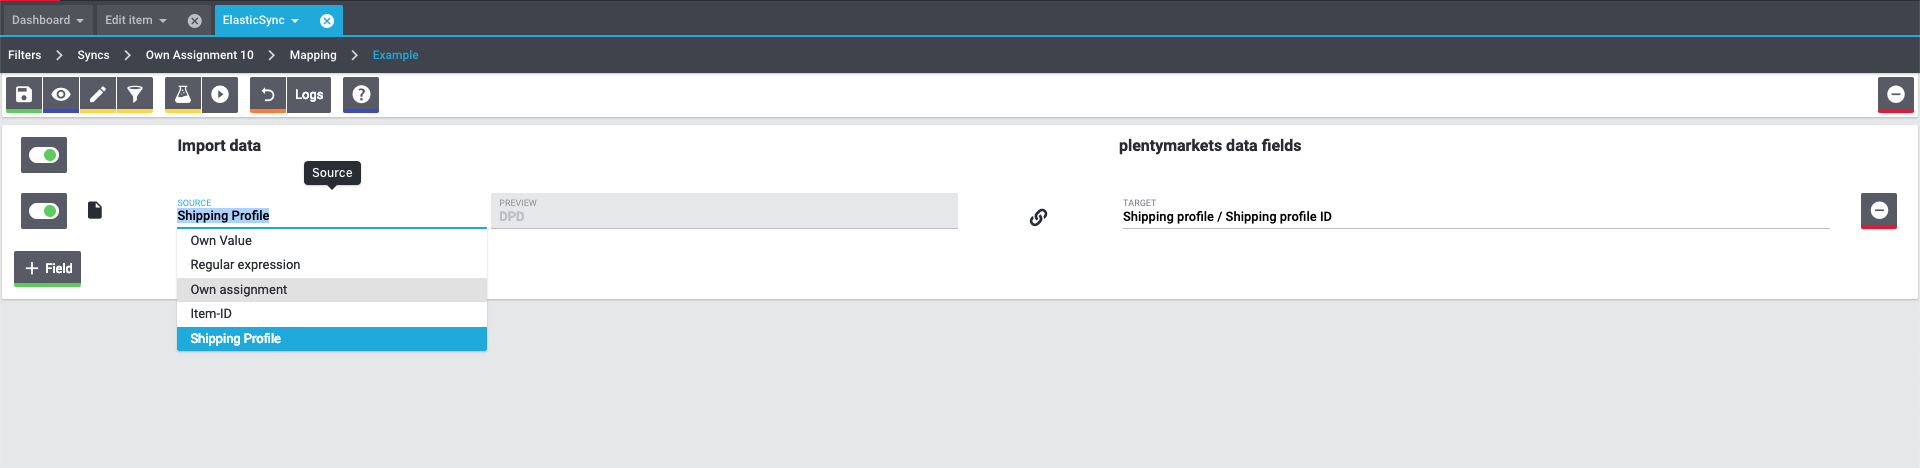 Dashboard
Edit item
ElasticSync
Filters
Syncs
Own Assignment 10
Mapping
Example
Logs
Import data
plentymarkets data fields
Source
SOURCE
Shipping Profile
PREVIEW
DPD
TARGET
Shipping profile / Shipping profile ID
Own Value
Regular expression
Field
Own assignment
Item-ID
Shipping Profile